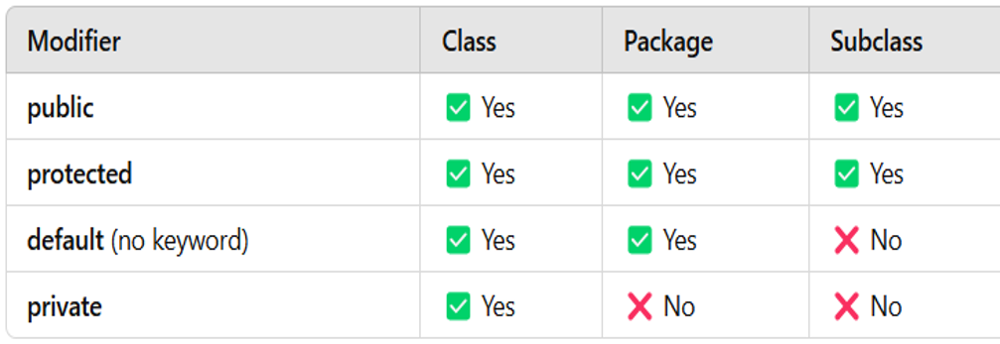 Modifier Class Package Subclass
public ✅ Yes ✅ Yes ✅ Yes
protected ✅ Yes ✅ Yes ✅ Yes
default (no keyword) ✅ Yes ✅ Yes ❌ No
private ✅ Yes ❌ No ❌ No